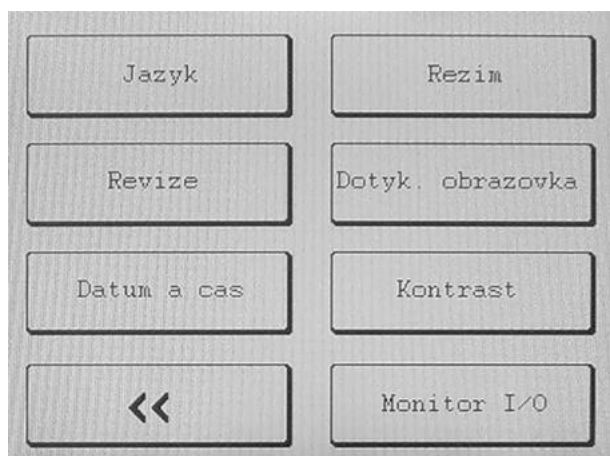 Jazyk
Rezim
Revize
Dotyk. obrazovka
Datum a cas
Kontrast
<<
Monitor I/O